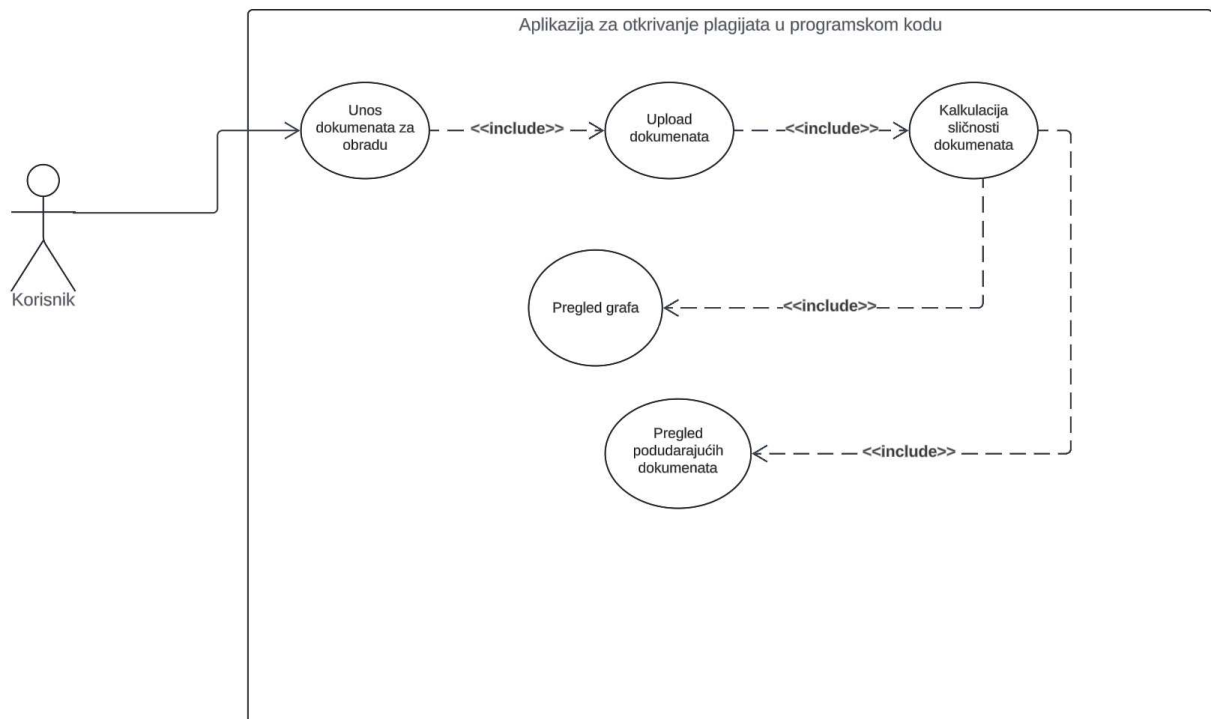 Aplikazija za otkrivanje plagijata u programskom kodu
Unos
dokumenata za
obradu
<<include>>
Upload
dokumenata
<<include>>
Kalkulacija
sličnosti
dokumenata
Korisnik
Pregled grafa
<<include>>
Pregled
podudarajućih
dokumenata
<<include>>